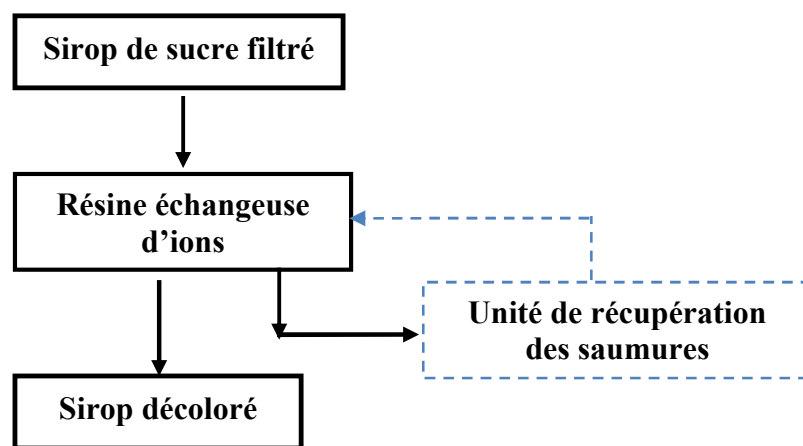 Sirop de sucre filtré
Résine échangeuse
d’ions
Unité de récupération
des saumures
Sirop décoloré